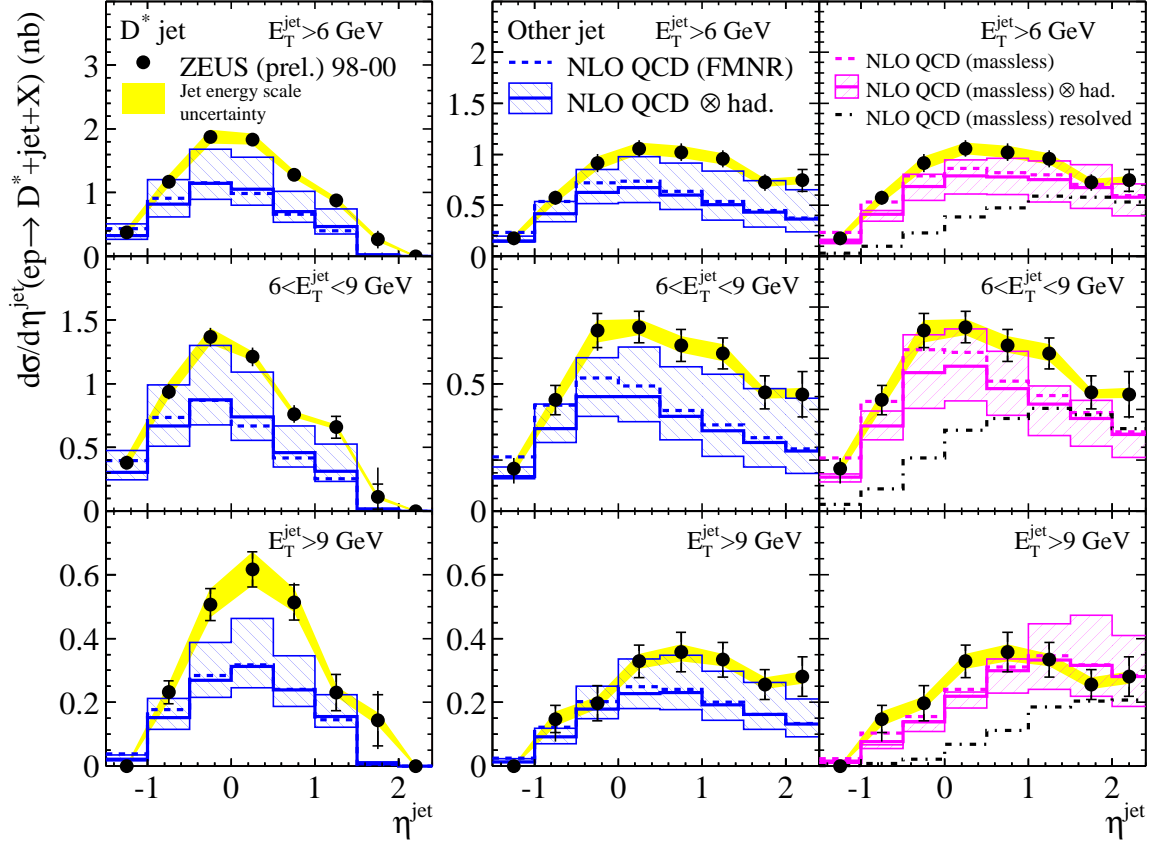 dσ/dη^jet(ep→ D*+jet+X) (nb)
D* jet
E_T^jet>6 GeV
ZEUS (prel.) 98-00
Jet energy scale
uncertainty
0
1
2
3
Other jet
E_T^jet>6 GeV
NLO QCD (FMNR)
NLO QCD ⊗ had.
0
0.5
1
1.5
2
E_T^jet>6 GeV
NLO QCD (massless)
NLO QCD (massless) ⊗ had.
NLO QCD (massless) resolved
6<E_T^jet<9 GeV
0
0.5
1
1.5
6<E_T^jet<9 GeV
0
0.5
6<E_T^jet<9 GeV
E_T^jet>9 GeV
0
0.2
0.4
0.6
E_T^jet>9 GeV
0
0.2
0.4
E_T^jet>9 GeV
-1 0 1 2
-1 0 1 2
-1 0 1 2
η^jet
η^jet
η^jet